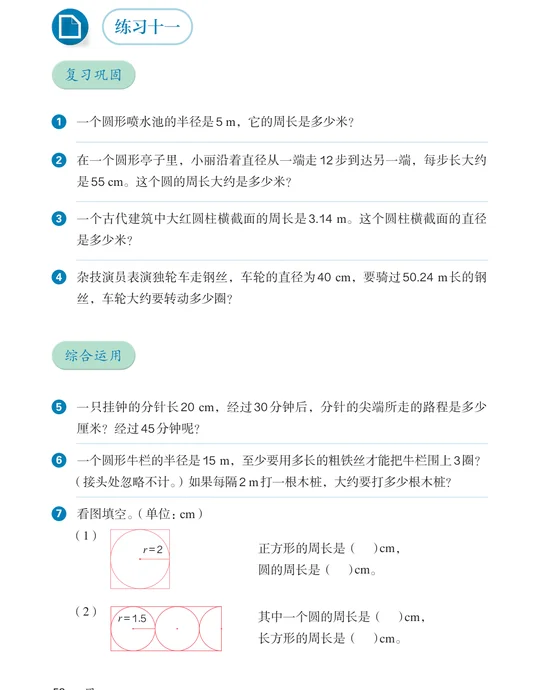 练习十一
复习巩固
1 一个圆形喷水池的半径是5 m，它的周长是多少米？
2 在一个圆形亭子里，小丽沿着直径从一端走12步到达另一端，每步长大约
是55 cm。这个圆的周长大约是多少米？
3 一个古代建筑中大红圆柱横截面的周长是3.14 m。这个圆柱横截面的直径
是多少米？
4 杂技演员表演独轮车走钢丝，车轮的直径为40 cm，要骑过50.24 m长的钢
丝，车轮大约要转动多少圈？
综合运用
5 一只挂钟的分针长20 cm，经过30分钟后，分针的尖端所走的路程是多少
厘米？经过45分钟呢？
6 一个圆形牛栏的半径是15 m，至少要用多长的粗铁丝才能把牛栏围上3圈？
（接头处忽略不计。）如果每隔2 m打一根木桩，大约要打多少根木桩？
7 看图填空。（单位：cm）
（1）
r=2
正方形的周长是（ ）cm，
圆的周长是（ ）cm。
（2）
r=1.5
其中一个圆的周长是（ ）cm，
长方形的周长是（ ）cm。